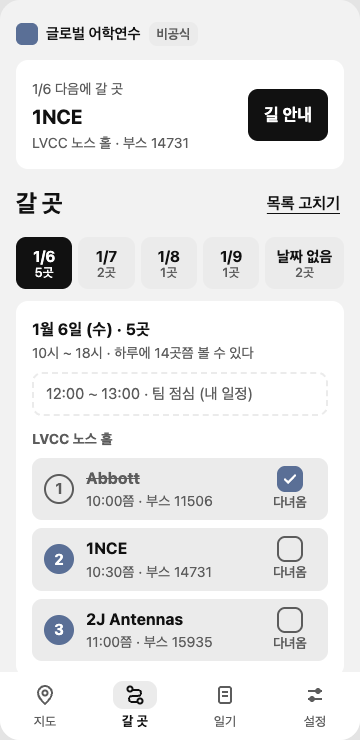 글로벌 어학연수 비공식
1/6 다음에 갈 곳
1NCE
LVCC 노스 홀 · 부스 14731
길 안내
갈 곳
목록 고치기
1/6
5곳
1/7
2곳
1/8
1곳
1/9
1곳
날짜 없음
2곳
1월 6일 (수) · 5곳
10시 ~ 18시 · 하루에 14곳쯤 볼 수 있다
12:00 ~ 13:00 · 팀 점심 (내 일정)
LVCC 노스 홀
1
Abbott
10:00쯤 · 부스 11506
다녀옴
2
1NCE
10:30쯤 · 부스 14731
다녀옴
3
2J Antennas
11:00쯤 · 부스 15935
다녀옴
지도
갈 곳
일기
설정